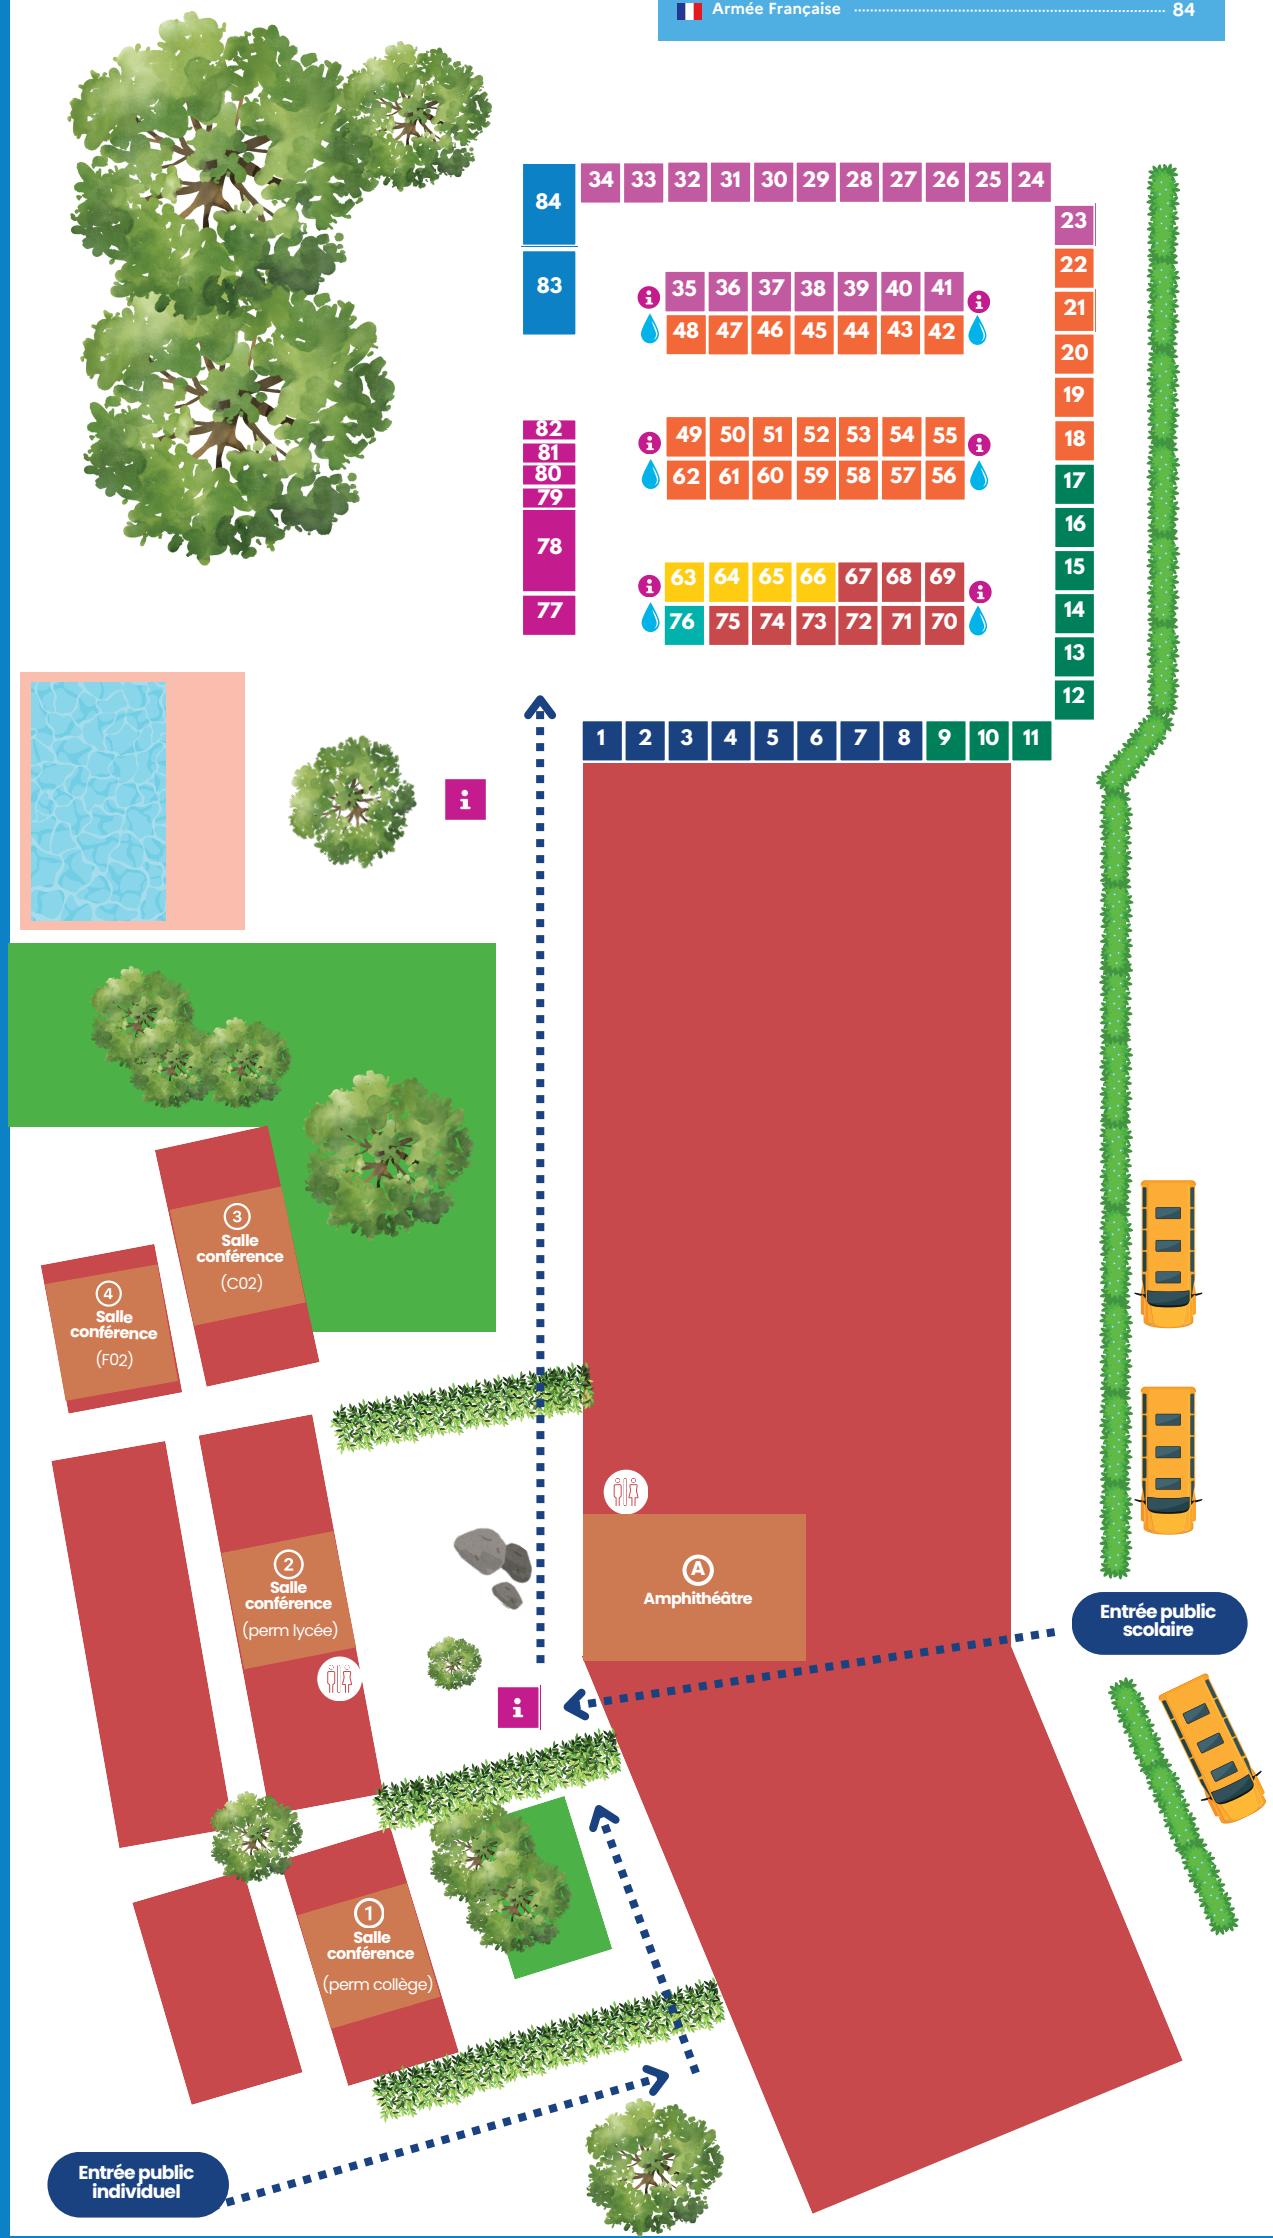 Armée Française 84
34 33 32 31 30 29 28 27 26 25 24
84
23
22
83
35 36 37 38 39 40 41
i i
21
48 47 46 45 44 43 42
20
19
82
49 50 51 52 53 54 55
18
i i
81
80
62 61 60 59 58 57 56
17
79
16
78
15
63 64 65 66 67 68 69
i i
77
14
76 75 74 73 72 71 70
13
12
1 2 3 4 5 6 7 8 9 10 11
i
3
Salle
conférence
(C02)
4
Salle
conférence
(F02)
2
Salle
conférence
(perm lycée)
A
Amphithéâtre
Entrée public
scolaire
i
1
Salle
conférence
(perm collège)
Entrée public
individuel